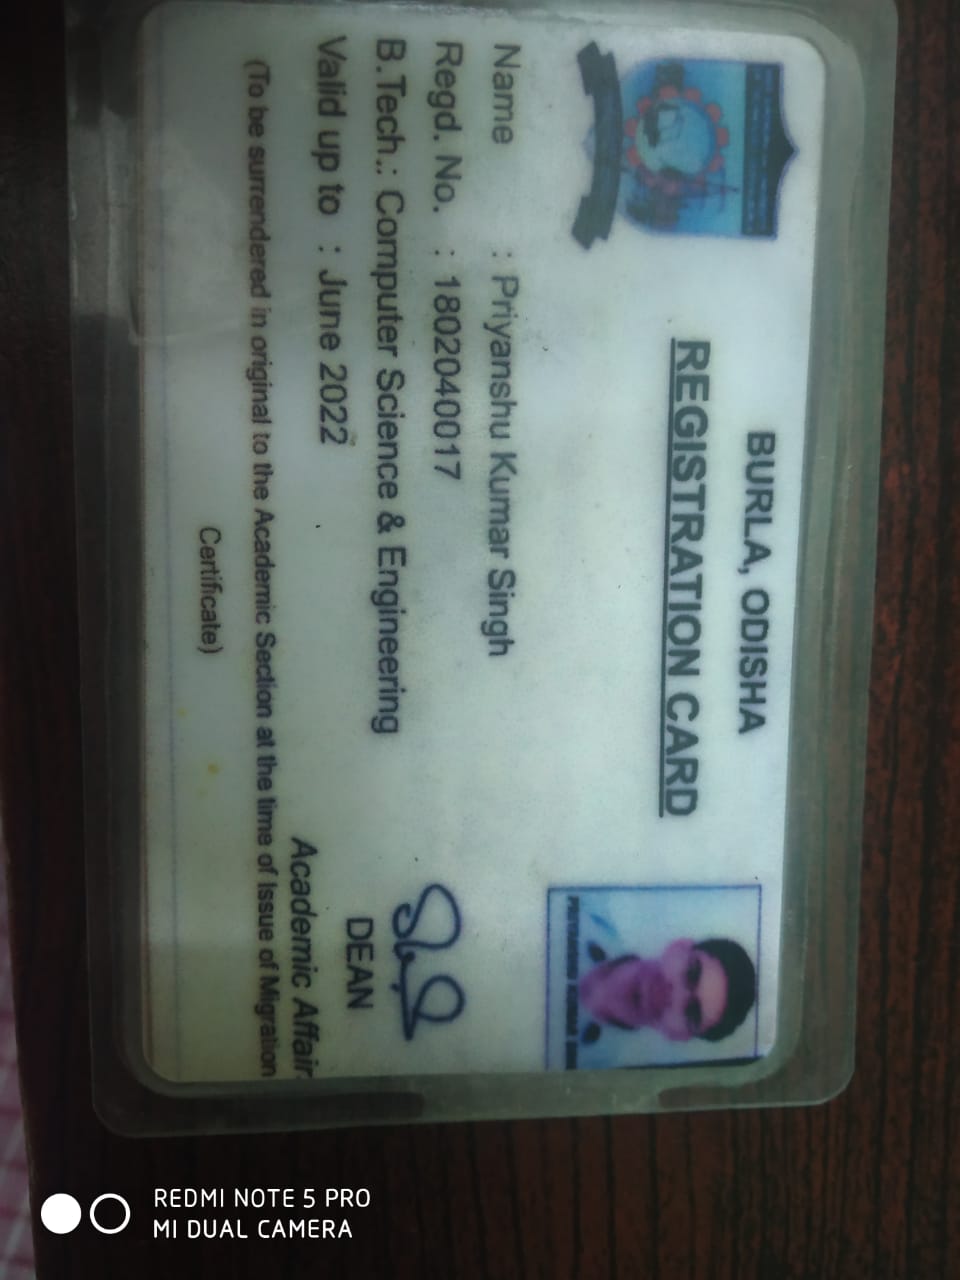 BURLA, ODISHA
REGISTRATION CARD
Name : Priyanshu Kumar Singh
Regd. No. : 1802040017
B.Tech.: Computer Science & Engineering
Valid up to : June 2022
DEAN
Academic Affair
(To be surrendered in original to the Academic Section at the time of Issue of Migration
Certificate)
REDMI NOTE 5 PRO
MI DUAL CAMERA